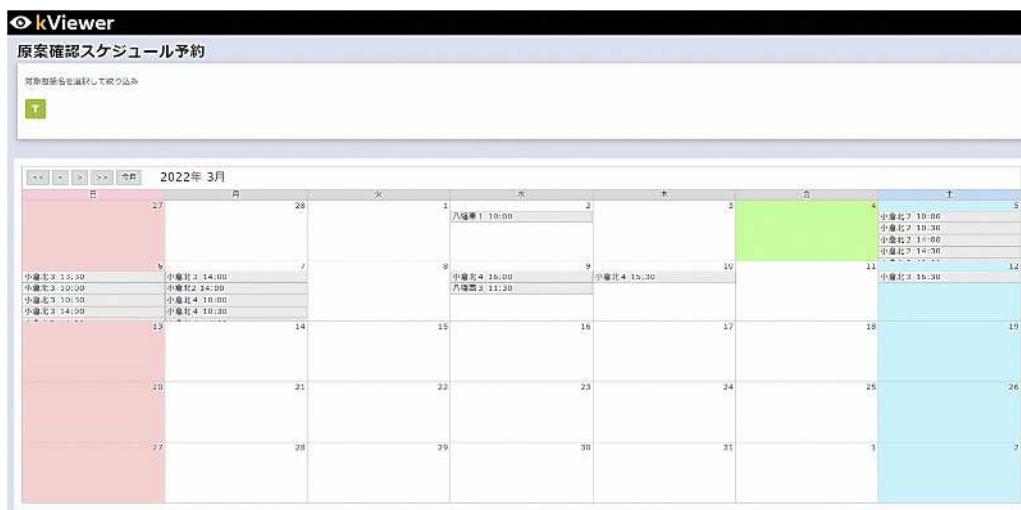 kViewer
原案確認スケジュール予約
対象整価名を選択して絞り込み
<< < > >> 今月 2022年 3月
日 月 火 水 木 金 土
27 28 1 2 3 4 5
八幡東1 10:00
小倉北2 10:00
小倉北2 10:30
小倉北2 14:00
小倉北2 14:30
6 7 8 9 10 11 12
小倉北3 13:30 小倉北3 14:00 小倉北4 16:00 小倉北4 15:30 小倉北3 16:30
小倉北3 10:00 小倉北2 14:00 八幡西3 11:30
小倉北3 10:30 小倉北4 10:00
小倉北3 14:00 小倉北4 10:30
13 14 15 16 17 18 19
20 21 22 23 24 25 26
27 28 29 30 31 1 2